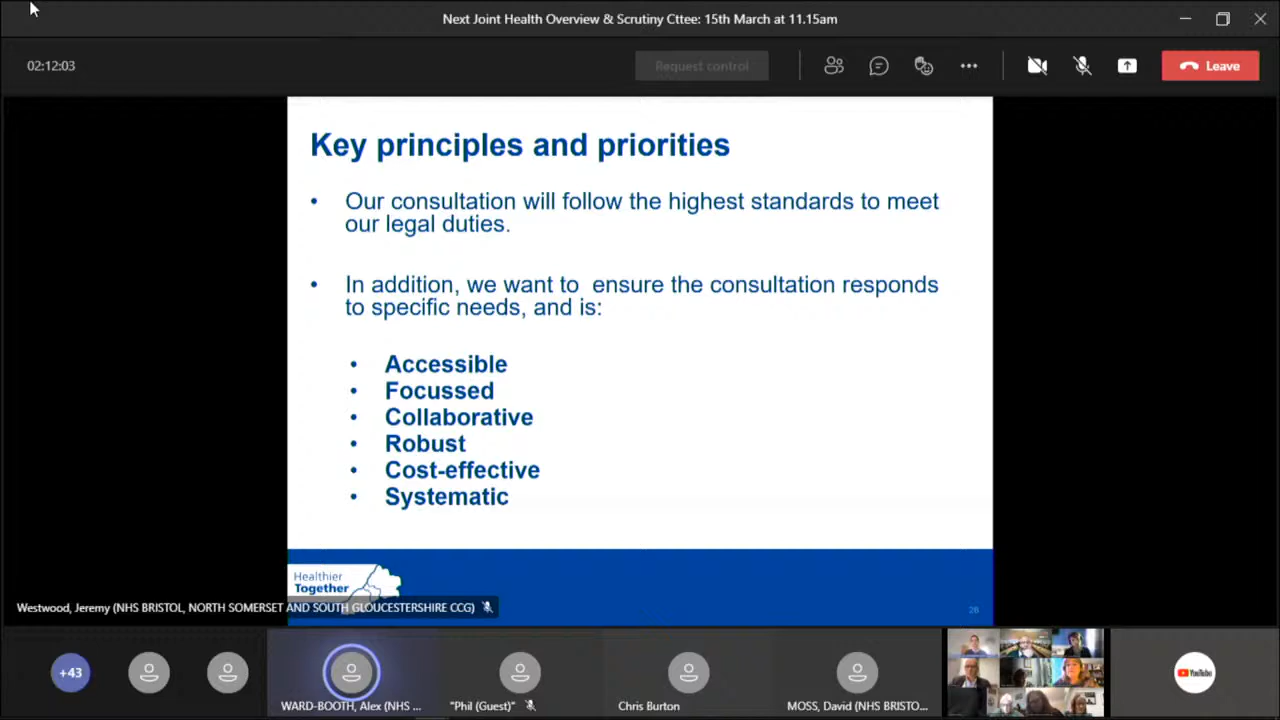 Next Joint Health Overview & Scrutiny Cttee: 15th March at 11.15am
02:12:03
Request control
Leave
Key principles and priorities
• Our consultation will follow the highest standards to meet
our legal duties.
• In addition, we want to  ensure the consultation responds
to specific needs, and is:
• Accessible
• Focussed
• Collaborative
• Robust
• Cost-effective
• Systematic
Healthier
Together
26
Westwood, Jeremy (NHS BRISTOL, NORTH SOMERSET AND SOUTH GLOUCESTERSHIRE CCG)
+43
WARD-BOOTH, Alex (NHS ...
"Phil (Guest)"
Chris Burton
MOSS, David (NHS BRISTO...
YouTube